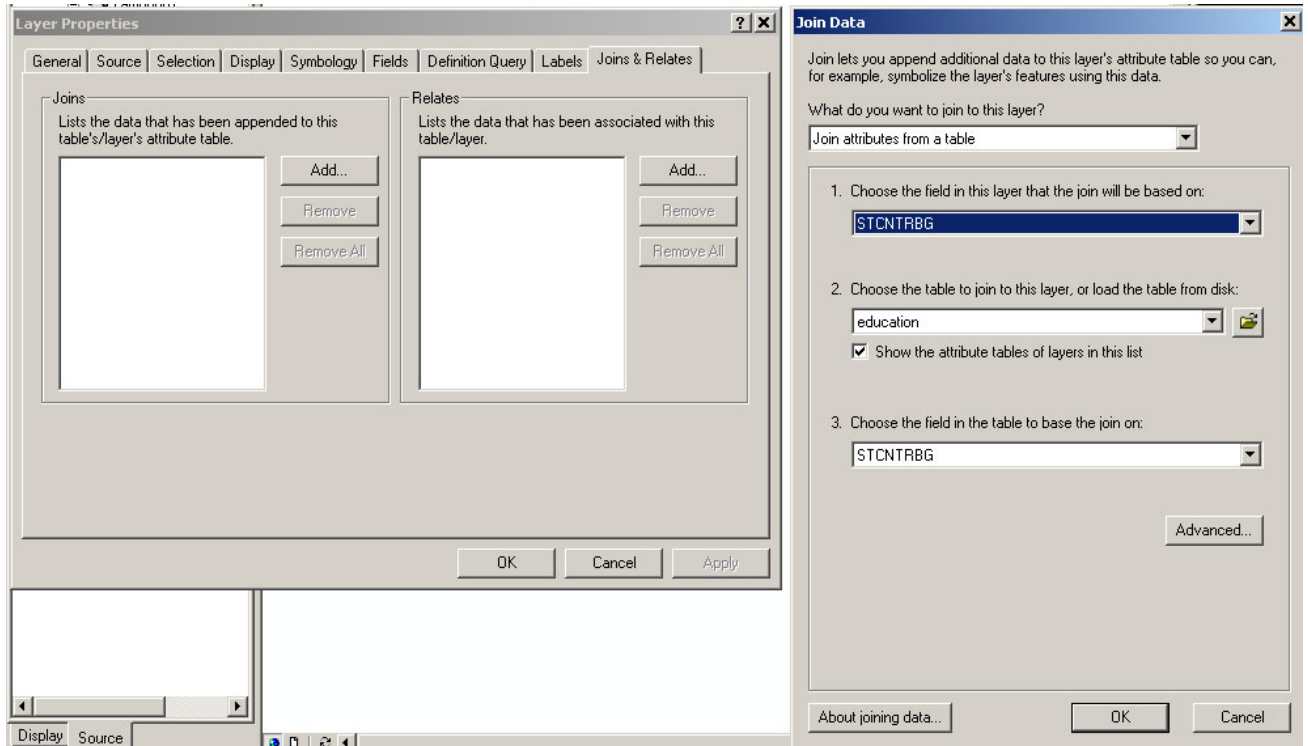 Layer Properties
General Source Selection Display Symbology Fields Definition Query Labels Joins & Relates
Joins
Lists the data that has been appended to this
table's/layer's attribute table.
Add...
Remove
Remove All
Relates
Lists the data that has been associated with this
table/layer.
Add...
Remove
Remove All
OK Cancel Apply
Display Source
Join Data
Join lets you append additional data to this layer's attribute table so you can,
for example, symbolize the layer's features using this data.
What do you want to join to this layer?
Join attributes from a table
1. Choose the field in this layer that the join will be based on:
STCNTRBG
2. Choose the table to join to this layer, or load the table from disk:
education
Show the attribute tables of layers in this list
3. Choose the field in the table to base the join on:
STCNTRBG
Advanced...
About joining data... OK Cancel